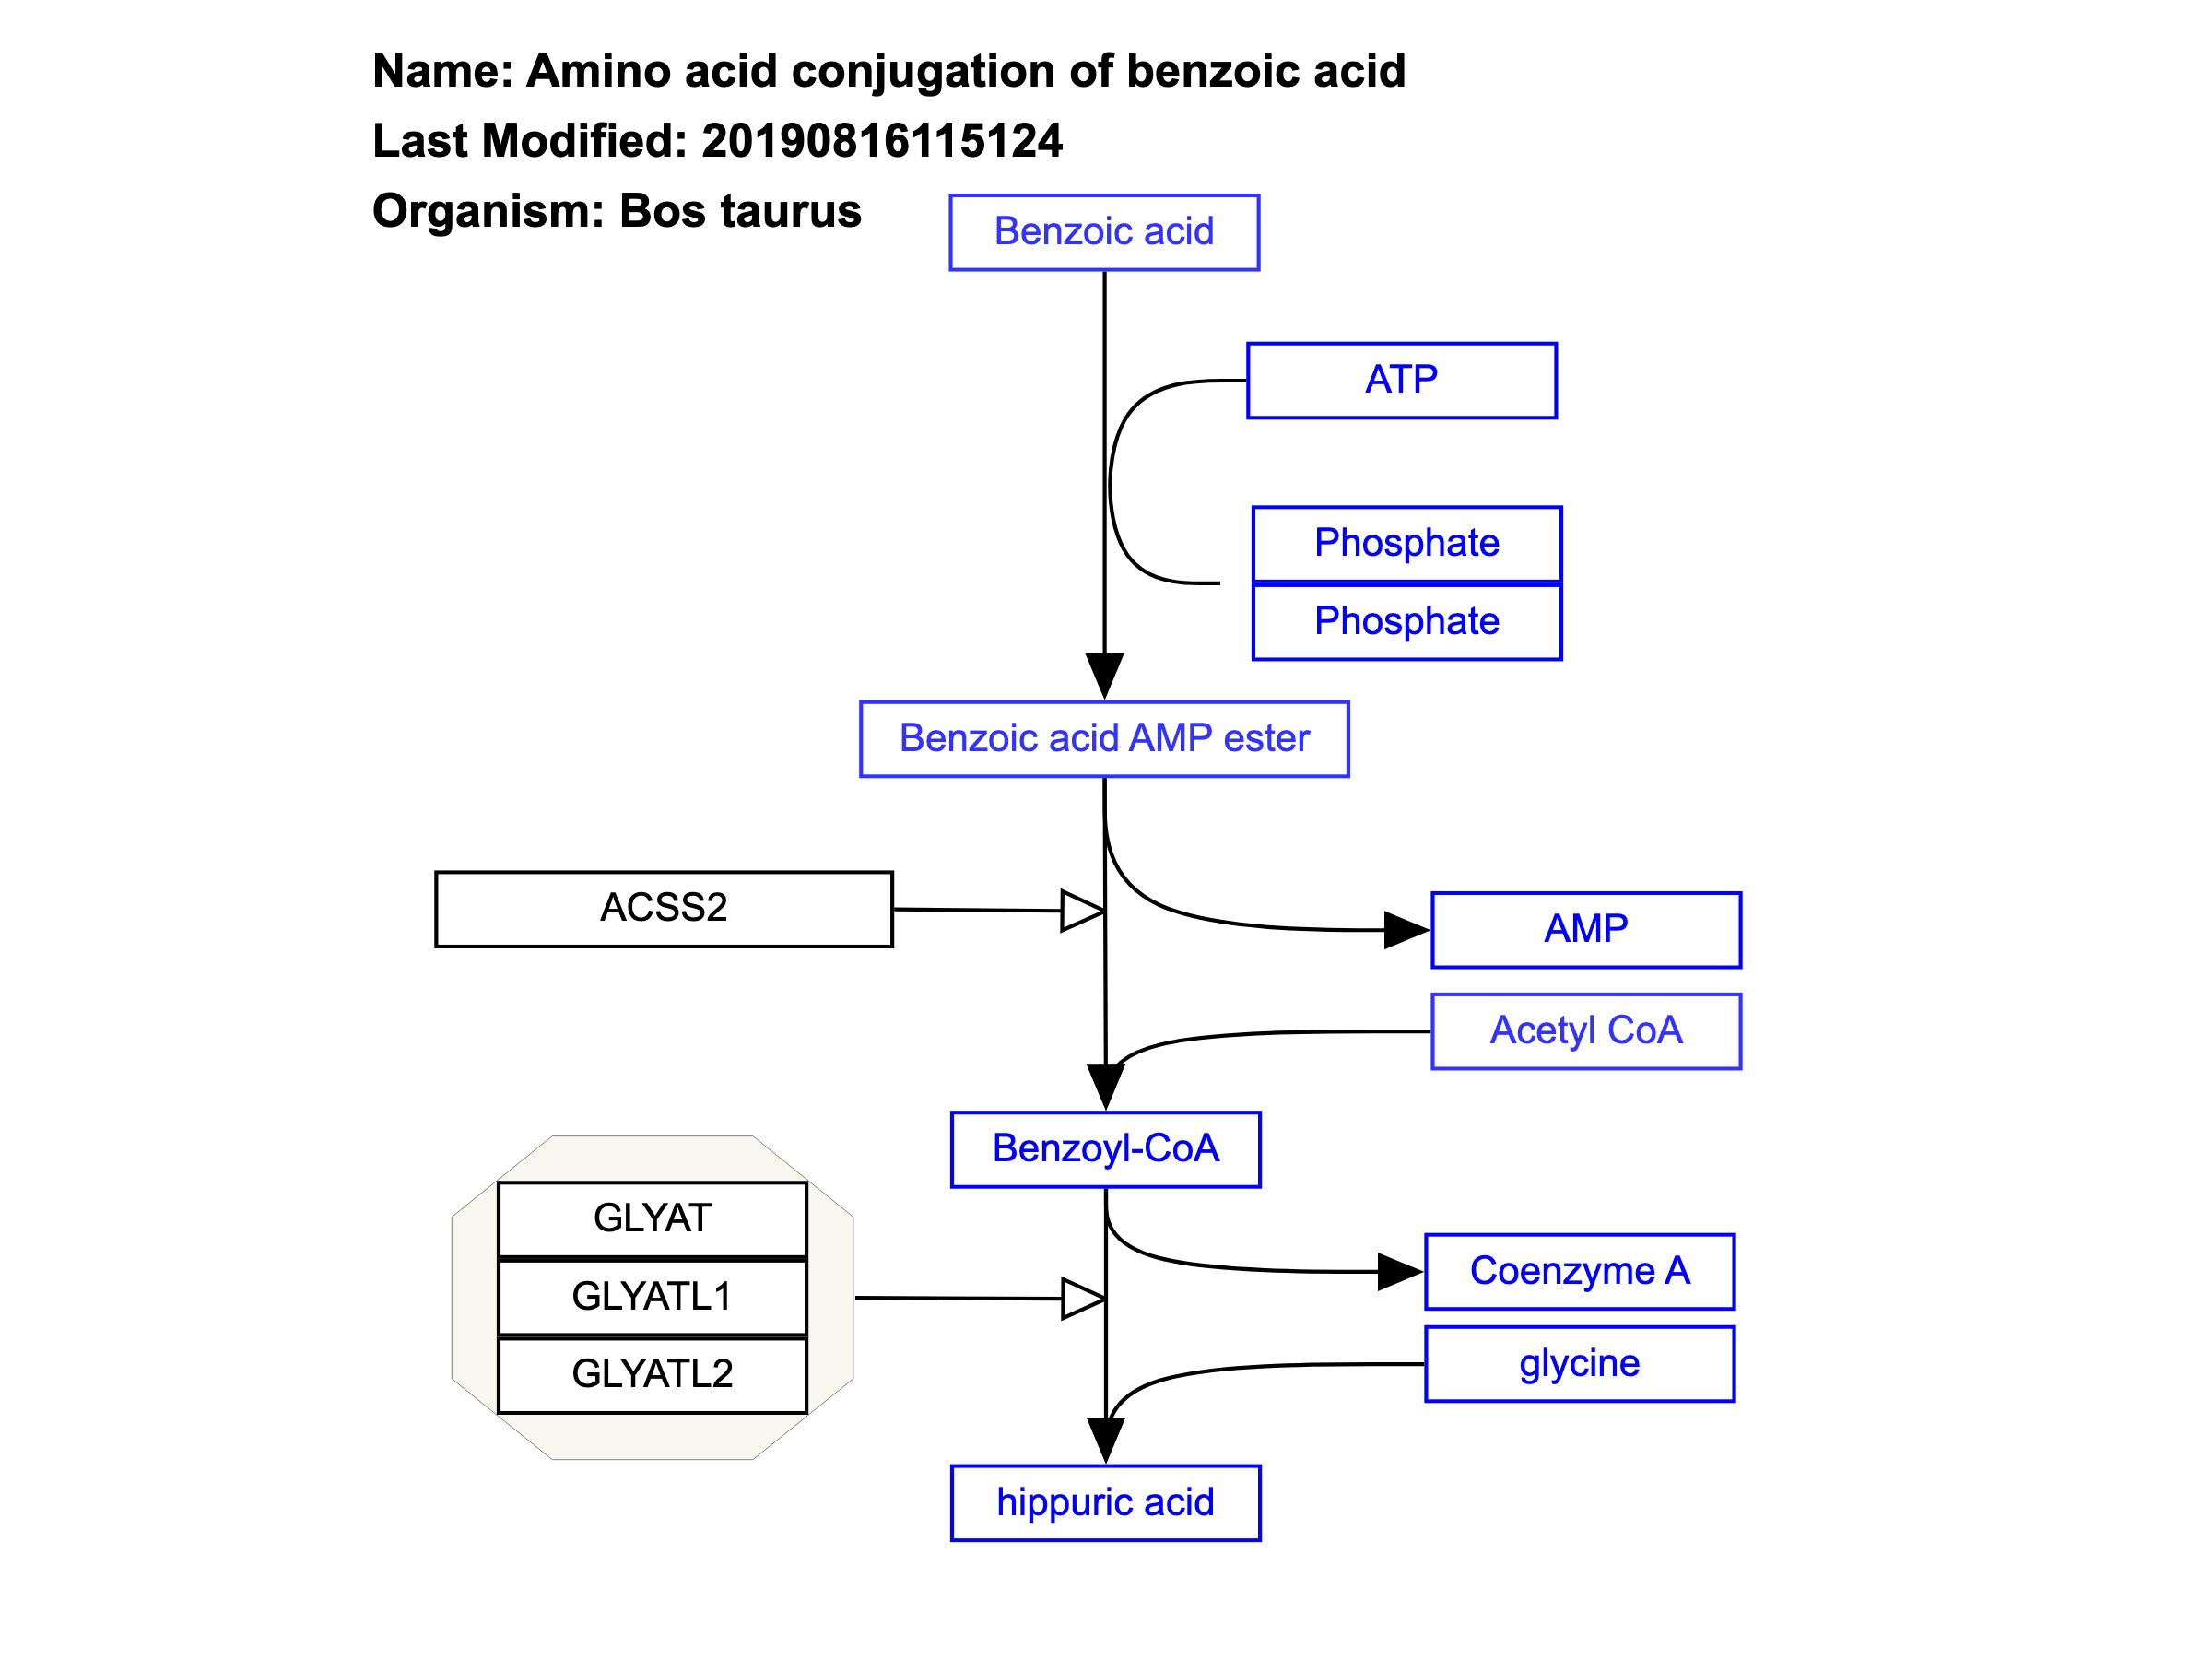 Name: Amino acid conjugation of benzoic acid
Last Modified: 20190816115124
Organism: Bos taurus
Benzoic acid
ATP
Phosphate
Phosphate
Benzoic acid AMP ester
ACSS2
AMP
Acetyl CoA
Benzoyl-CoA
GLYAT
GLYATL1
GLYATL2
Coenzyme A
glycine
hippuric acid